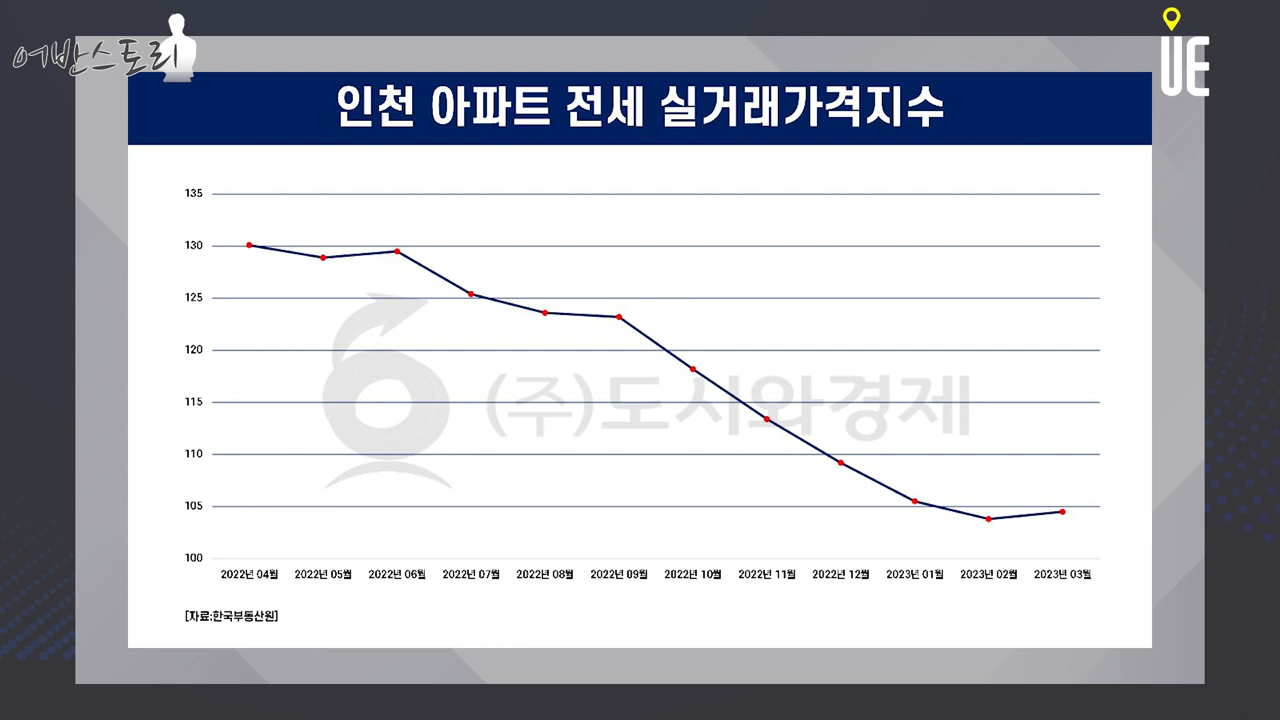 어반스토리
UE
인천 아파트 전세 실거래가격지수
135
130
125
120
115
110
105
100
(주)도시와경제
2022년 04월 2022년 05월 2022년 06월 2022년 07월 2022년 08월 2022년 09월 2022년 10월 2022년 11월 2022년 12월 2023년 01월 2023년 02월 2023년 03월
[자료:한국부동산원]